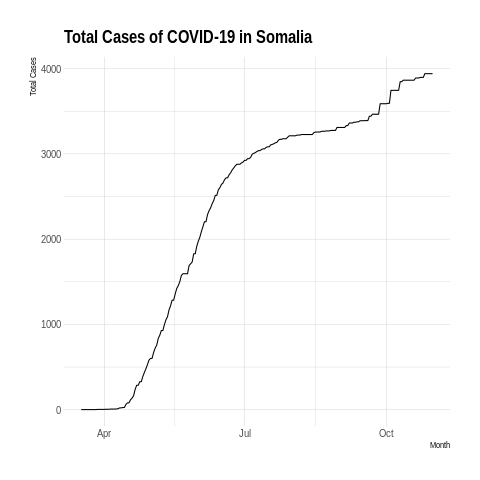 Total Cases of COVID-19 in Somalia
Total Cases
4000
3000
2000
1000
0
Apr
Jul
Oct
Month